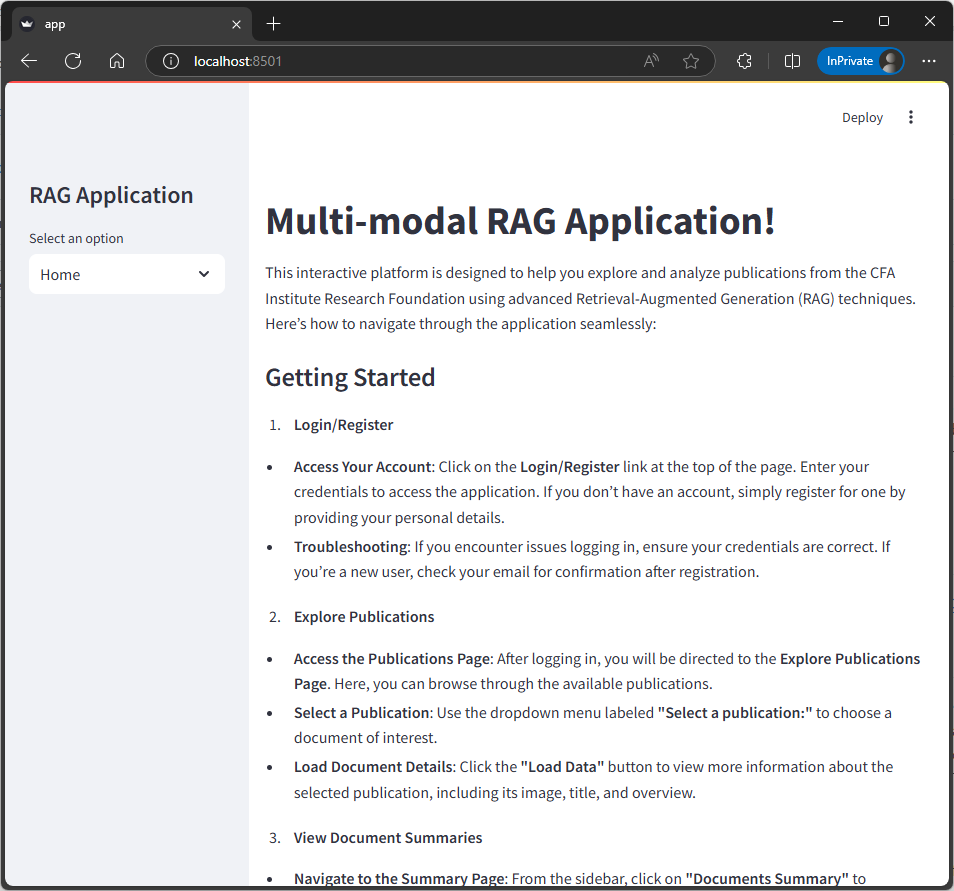 app
localhost:8501
InPrivate
Deploy
RAG Application
Select an option
Home
Multi-modal RAG Application!
This interactive platform is designed to help you explore and analyze publications from the CFA
Institute Research Foundation using advanced Retrieval-Augmented Generation (RAG) techniques.
Here’s how to navigate through the application seamlessly:
Getting Started
1. Login/Register
• Access Your Account: Click on the Login/Register link at the top of the page. Enter your
credentials to access the application. If you don’t have an account, simply register for one by
providing your personal details.
• Troubleshooting: If you encounter issues logging in, ensure your credentials are correct. If
you’re a new user, check your email for confirmation after registration.
2. Explore Publications
• Access the Publications Page: After logging in, you will be directed to the Explore Publications
Page. Here, you can browse through the available publications.
• Select a Publication: Use the dropdown menu labeled "Select a publication:" to choose a
document of interest.
• Load Document Details: Click the "Load Data" button to view more information about the
selected publication, including its image, title, and overview.
3. View Document Summaries
• Navigate to the Summary Page: From the sidebar, click on "Documents Summary" to